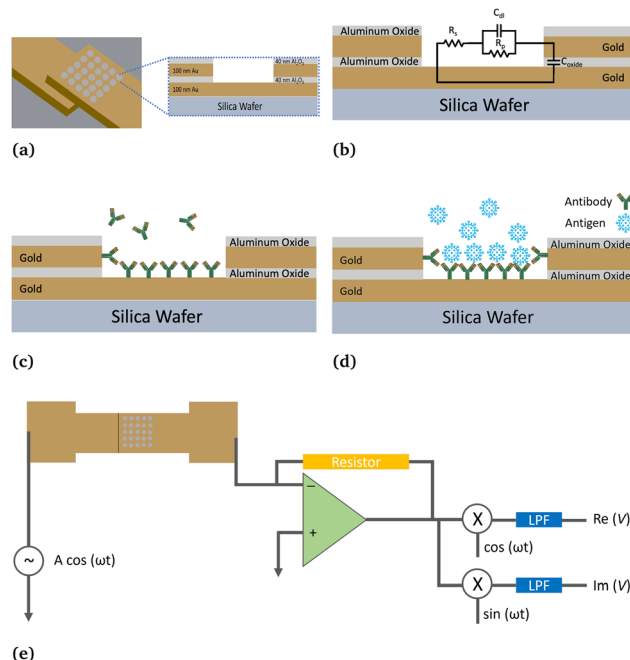 40 nm Al₂O₃
100 nm Au
40 nm Al₂O₃
100 nm Au
Silica Wafer
(a)
Aluminum Oxide
Cdl
Rs
Rp
Gold
Aluminum Oxide
Coxide
Gold
Silica Wafer
(b)
Aluminum Oxide
Gold
Aluminum Oxide
Gold
Silica Wafer
(c)
Antibody
Antigen
Aluminum Oxide
Gold
Aluminum Oxide
Gold
Silica Wafer
(d)
Resistor
−
+
~
A cos (ωt)
X
LPF
Re (V)
cos (ωt)
X
LPF
Im (V)
sin (ωt)
(e)